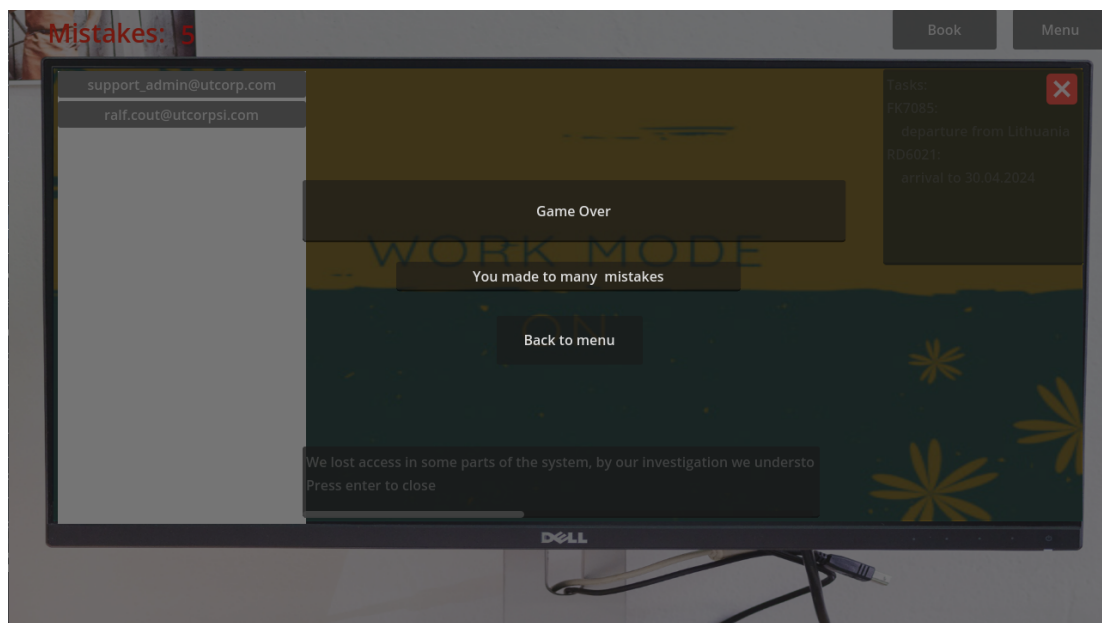 Mistakes: 5
Book
Menu
support_admin@utcorp.com
ralf.cout@utcorpsi.com
Tasks:
FK7085:
departure from Lithuania
RD6021:
arrival to 30.04.2024
Game Over
WORK MODE
You made to many mistakes
ON
Back to menu
We lost access in some parts of the system, by our investigation we understo
Press enter to close
DELL